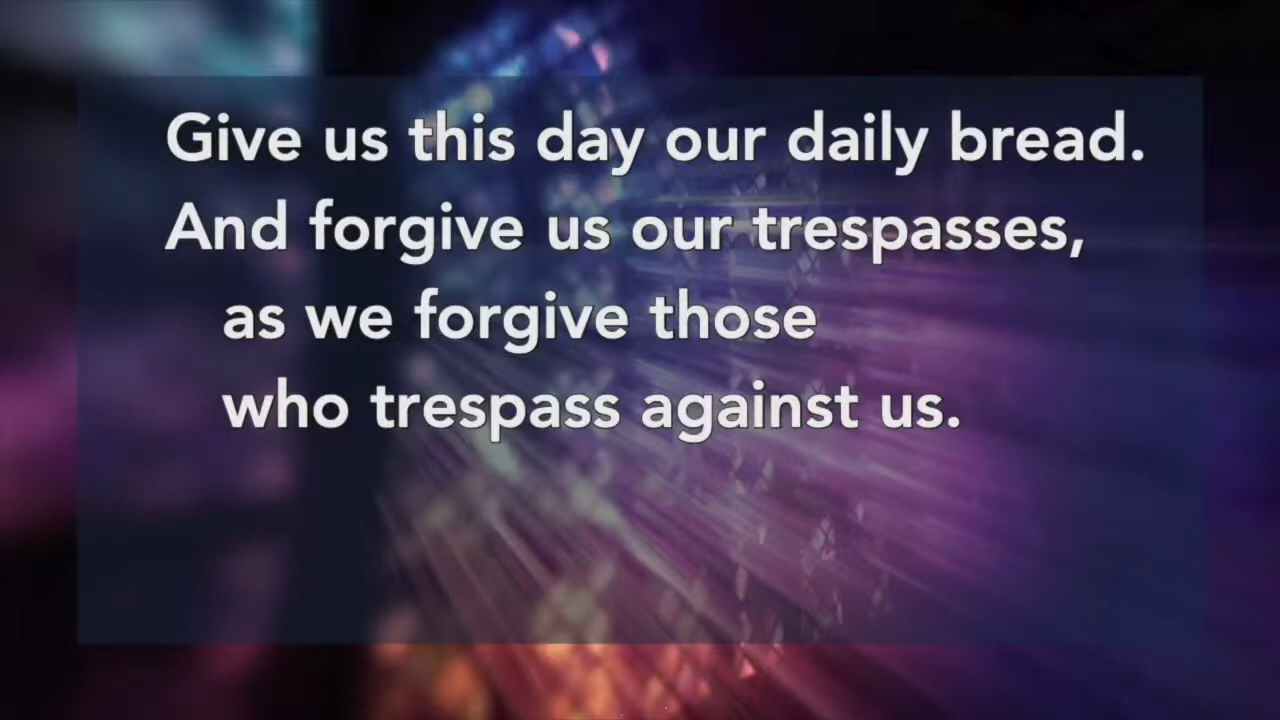 Give us this day our daily bread.
And forgive us our trespasses,
as we forgive those
who trespass against us.